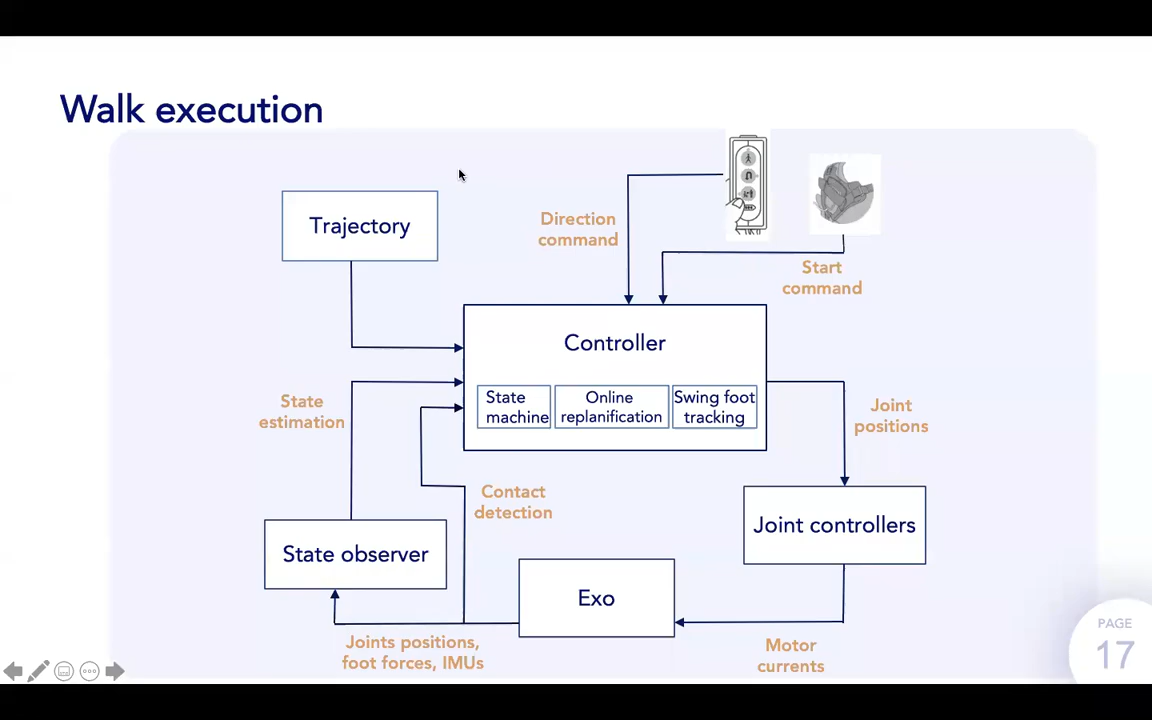 Walk execution
Trajectory
Direction
command
Start
command
Controller
State
machine
Online
replanification
Swing foot
tracking
State
estimation
Joint
positions
Contact
detection
State observer
Joint controllers
Exo
Joints positions,
foot forces, IMUs
Motor
currents
PAGE
17